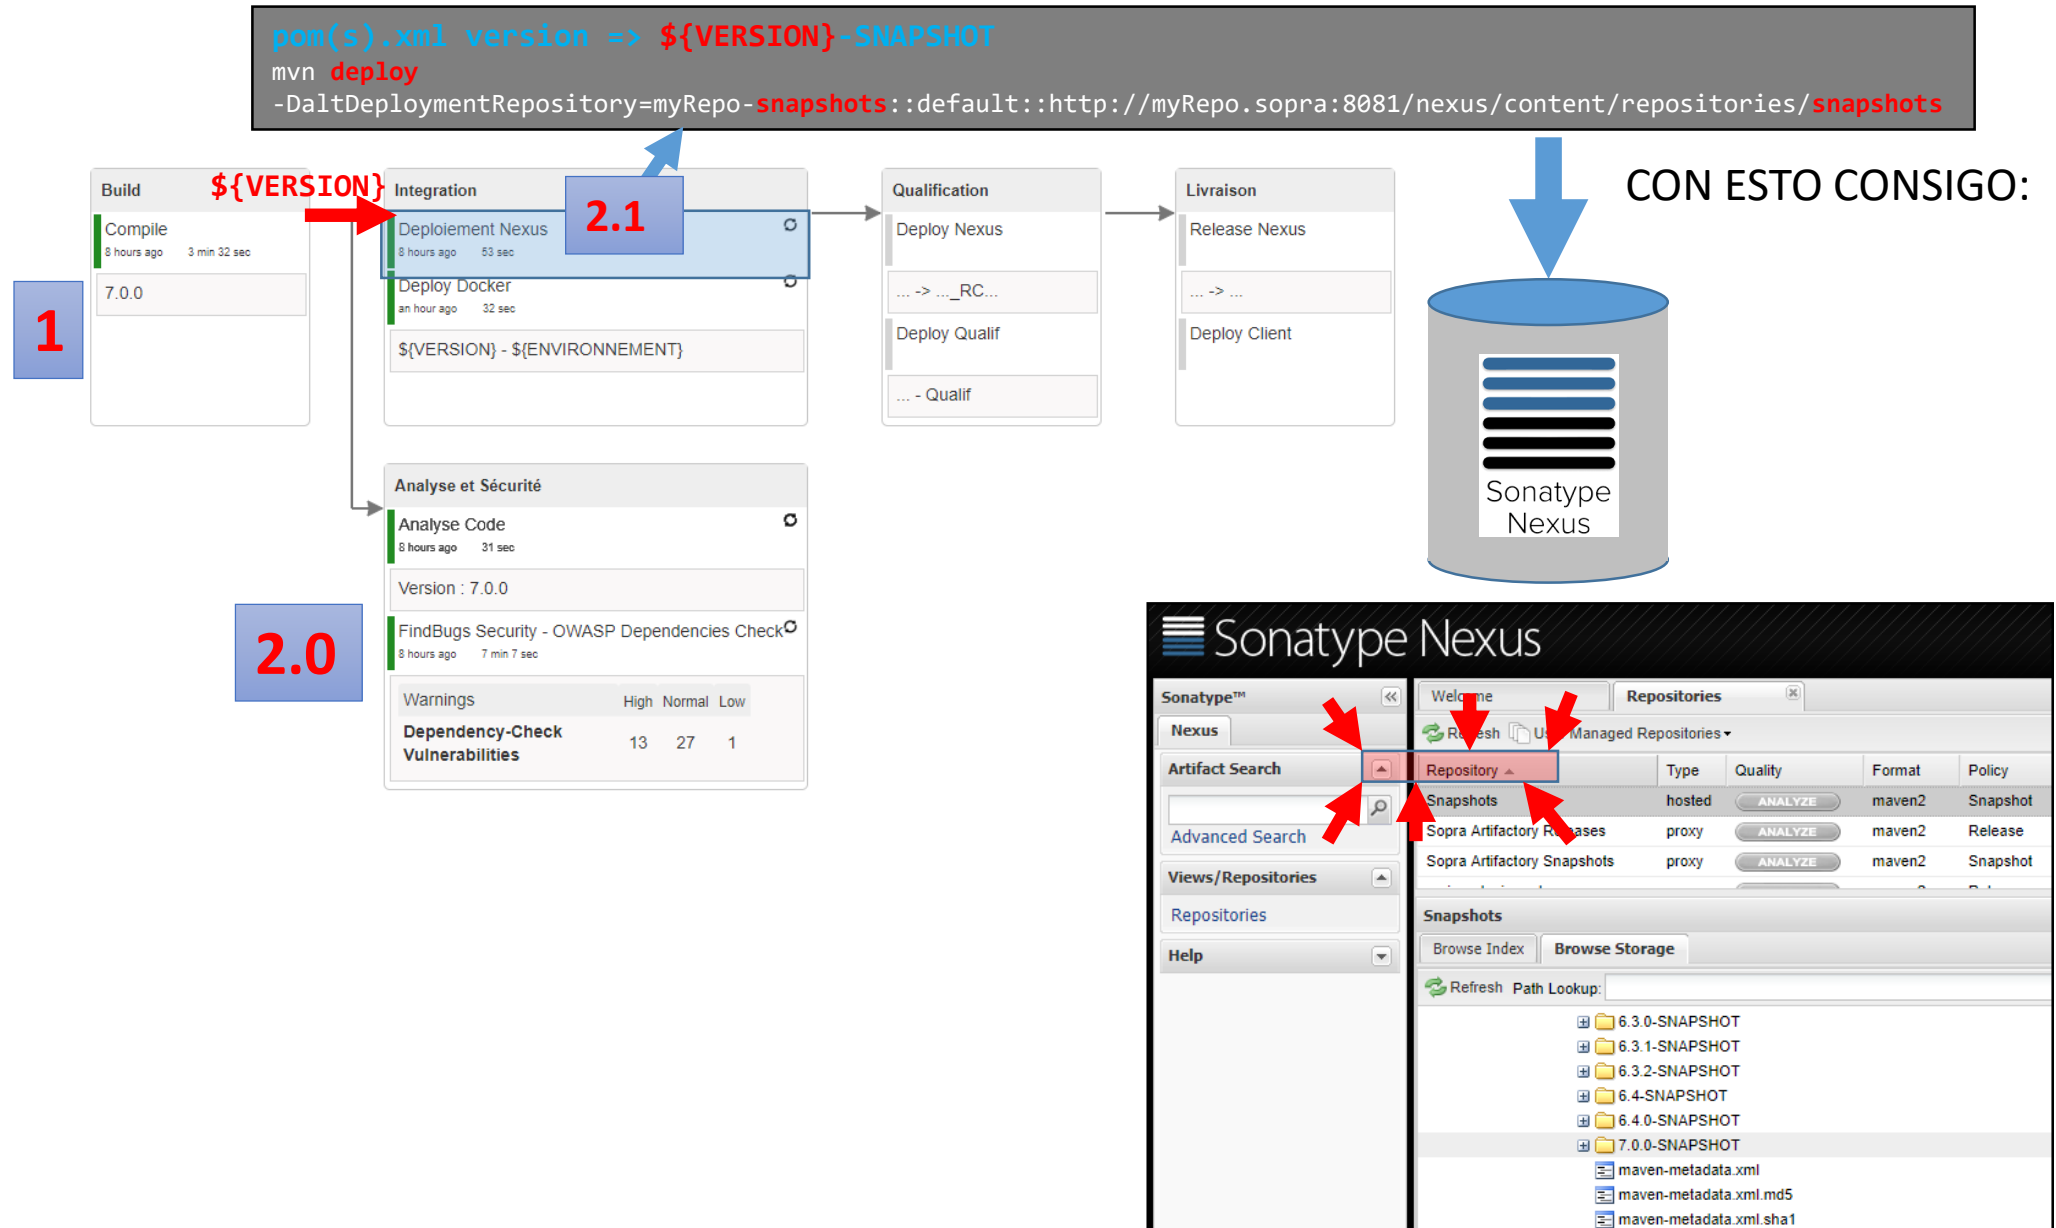 pom(s).xml version => ${VERSION}-SNAPSHOT
mvn deploy
-DaltDeploymentRepository=myRepo-snapshots::default::http://myRepo.sopra:8081/nexus/content/repositories/snapshots
CON ESTO CONSIGO:
Build
${VERSION}
Compile
8 hours ago 3 min 32 sec
7.0.0
1
Integration
2.1
Deploiement Nexus
8 hours ago 53 sec
Deploy Docker
an hour ago 32 sec
${VERSION} - ${ENVIRONNEMENT}
Qualification
Deploy Nexus
... -> ..._RC...
Deploy Qualif
... - Qualif
Livraison
Release Nexus
... -> ...
Deploy Client
Sonatype
Nexus
Analyse et Sécurité
Analyse Code
8 hours ago 31 sec
Version : 7.0.0
FindBugs Security - OWASP Dependencies Check
8 hours ago 7 min 7 sec
Warnings High Normal Low
Dependency-Check
Vulnerabilities 13 27 1
2.0
Sonatype Nexus
Sonatype™
Nexus
Artifact Search
Advanced Search
Views/Repositories
Repositories
Help
Welcome Repositories
Refresh Managed Repositories
Repository Type Quality Format Policy
Snapshots hosted ANALYZE maven2 Snapshot
Sopra Artifactory Releases proxy ANALYZE maven2 Release
Sopra Artifactory Snapshots proxy ANALYZE maven2 Snapshot
Snapshots
Browse Index Browse Storage
Refresh Path Lookup:
6.3.0-SNAPSHOT
6.3.1-SNAPSHOT
6.3.2-SNAPSHOT
6.4-SNAPSHOT
6.4.0-SNAPSHOT
7.0.0-SNAPSHOT
maven-metadata.xml
maven-metadata.xml.md5
maven-metadata.xml.sha1